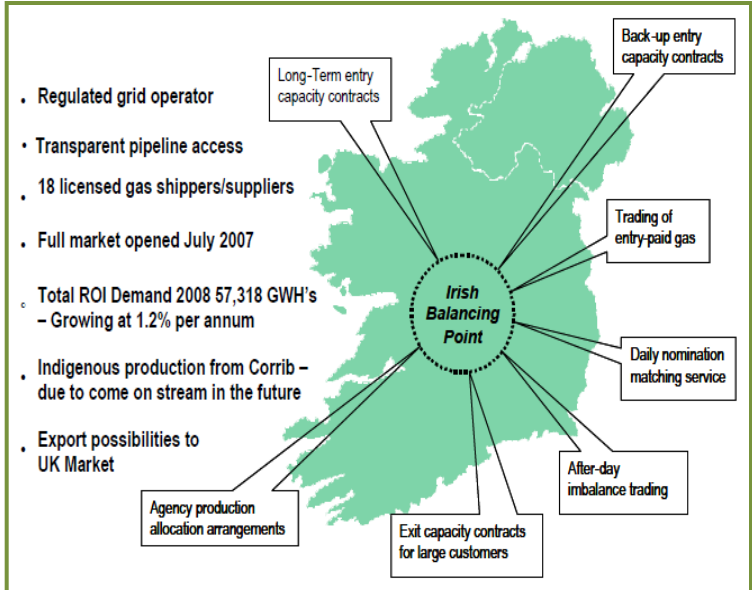 • Regulated grid operator
• Transparent pipeline access
• 18 licensed gas shippers/suppliers
• Full market opened July 2007
c Total ROI Demand 2008 57,318 GWH's
– Growing at 1.2% per annum
• Indigenous production from Corrib –
due to come on stream in the future
• Export possibilities to
UK Market
Long-Term entry
capacity contracts
Back-up entry
capacity contracts
Trading of
entry-paid gas
Irish
Balancing
Point
Daily nomination
matching service
After-day
imbalance trading
Exit capacity contracts
for large customers
Agency production
allocation arrangements